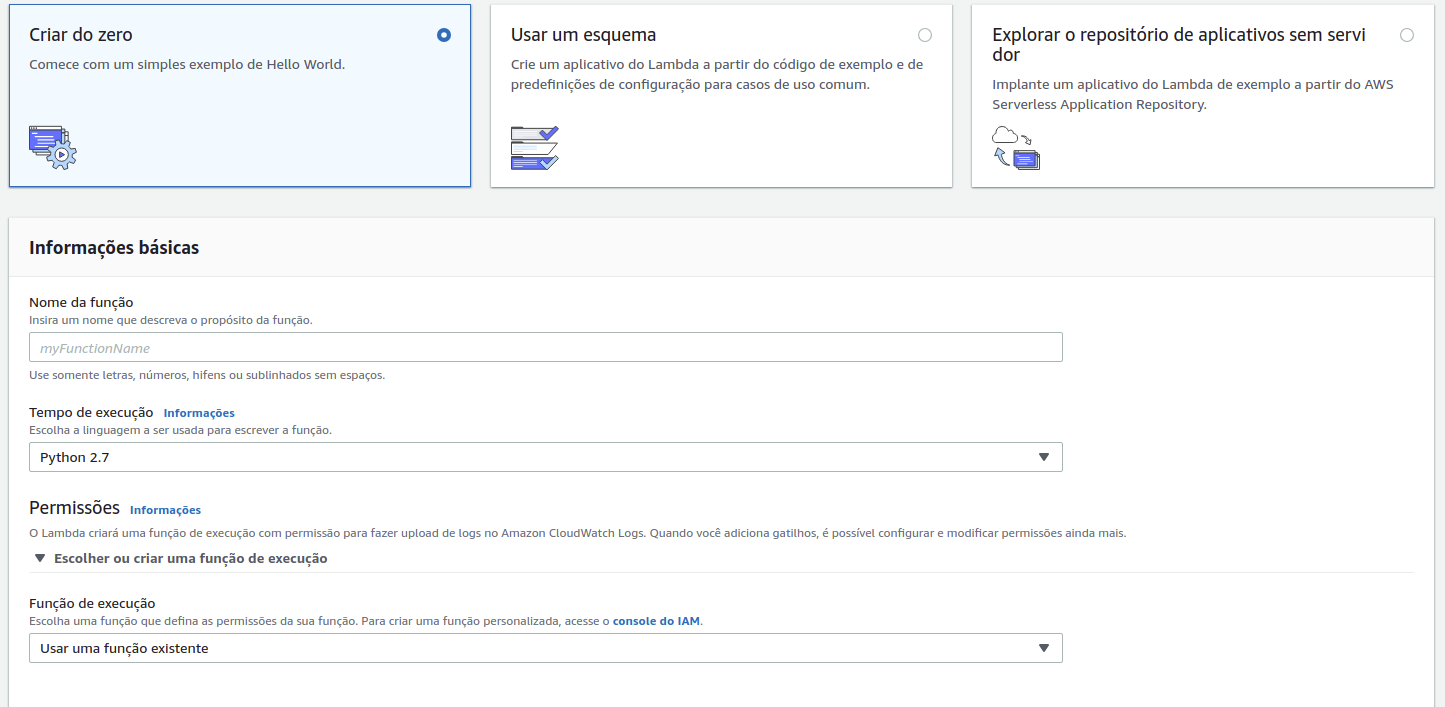 Criar do zero
Comece com um simples exemplo de Hello World.
Usar um esquema
Crie um aplicativo do Lambda a partir do código de exemplo e de
predefinições de configuração para casos de uso comum.
Explorar o repositório de aplicativos sem servi
dor
Implante um aplicativo do Lambda de exemplo a partir do AWS
Serverless Application Repository.
Informações básicas
Nome da função
Insira um nome que descreva o propósito da função.
myFunctionName
Use somente letras, números, hifens ou sublinhados sem espaços.
Tempo de execução Informações
Escolha a linguagem a ser usada para escrever a função.
Python 2.7
Permissões Informações
O Lambda criará uma função de execução com permissão para fazer upload de logs no Amazon CloudWatch Logs. Quando você adiciona gatilhos, é possível configurar e modificar permissões ainda mais.
Escolher ou criar uma função de execução
Função de execução
Escolha uma função que defina as permissões da sua função. Para criar uma função personalizada, acesse o console do IAM.
Usar uma função existente